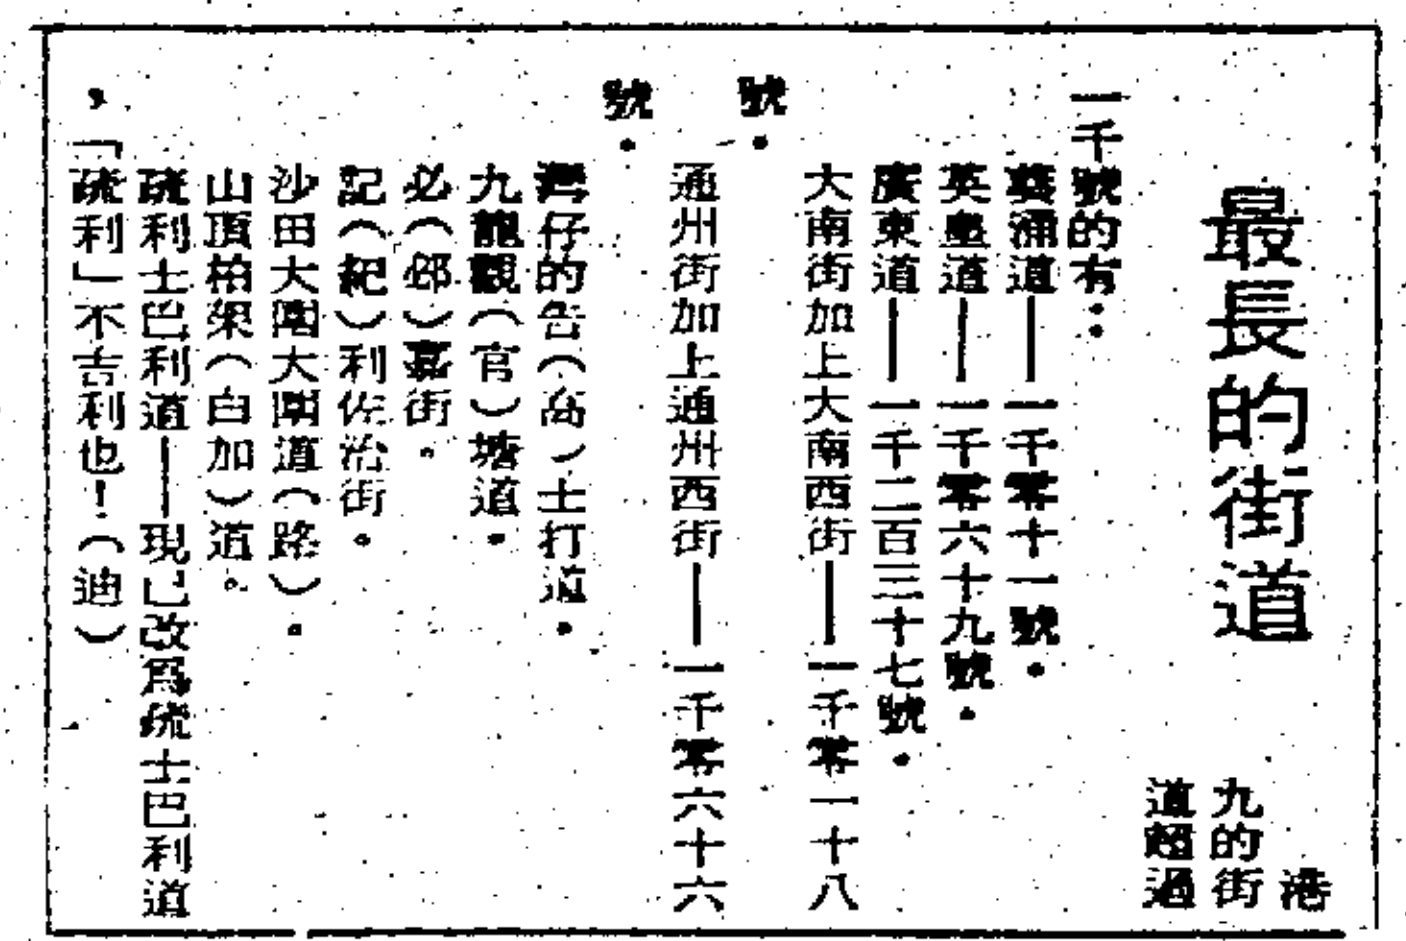 最長的街道
港
九的街
道超過
一千號的有：
葵涌道——一千零十一號．
英皇道——一千零六十九號．
廣東道——一千二百三十七號．
大南街加上大南西街——一千零一十八
號．
通州街加上通州西街——一千零六十六
號．
灣仔的告（高）士打道．
九龍觀（官）塘道．
必（郄）嘉街。
記（紀）利佐治街。
沙田大圍大圍道（路）．
山頂柏架（白加）道。
疏利士巴利道——現已改爲梳士巴利道
，「疏利」不吉利也！（迪）